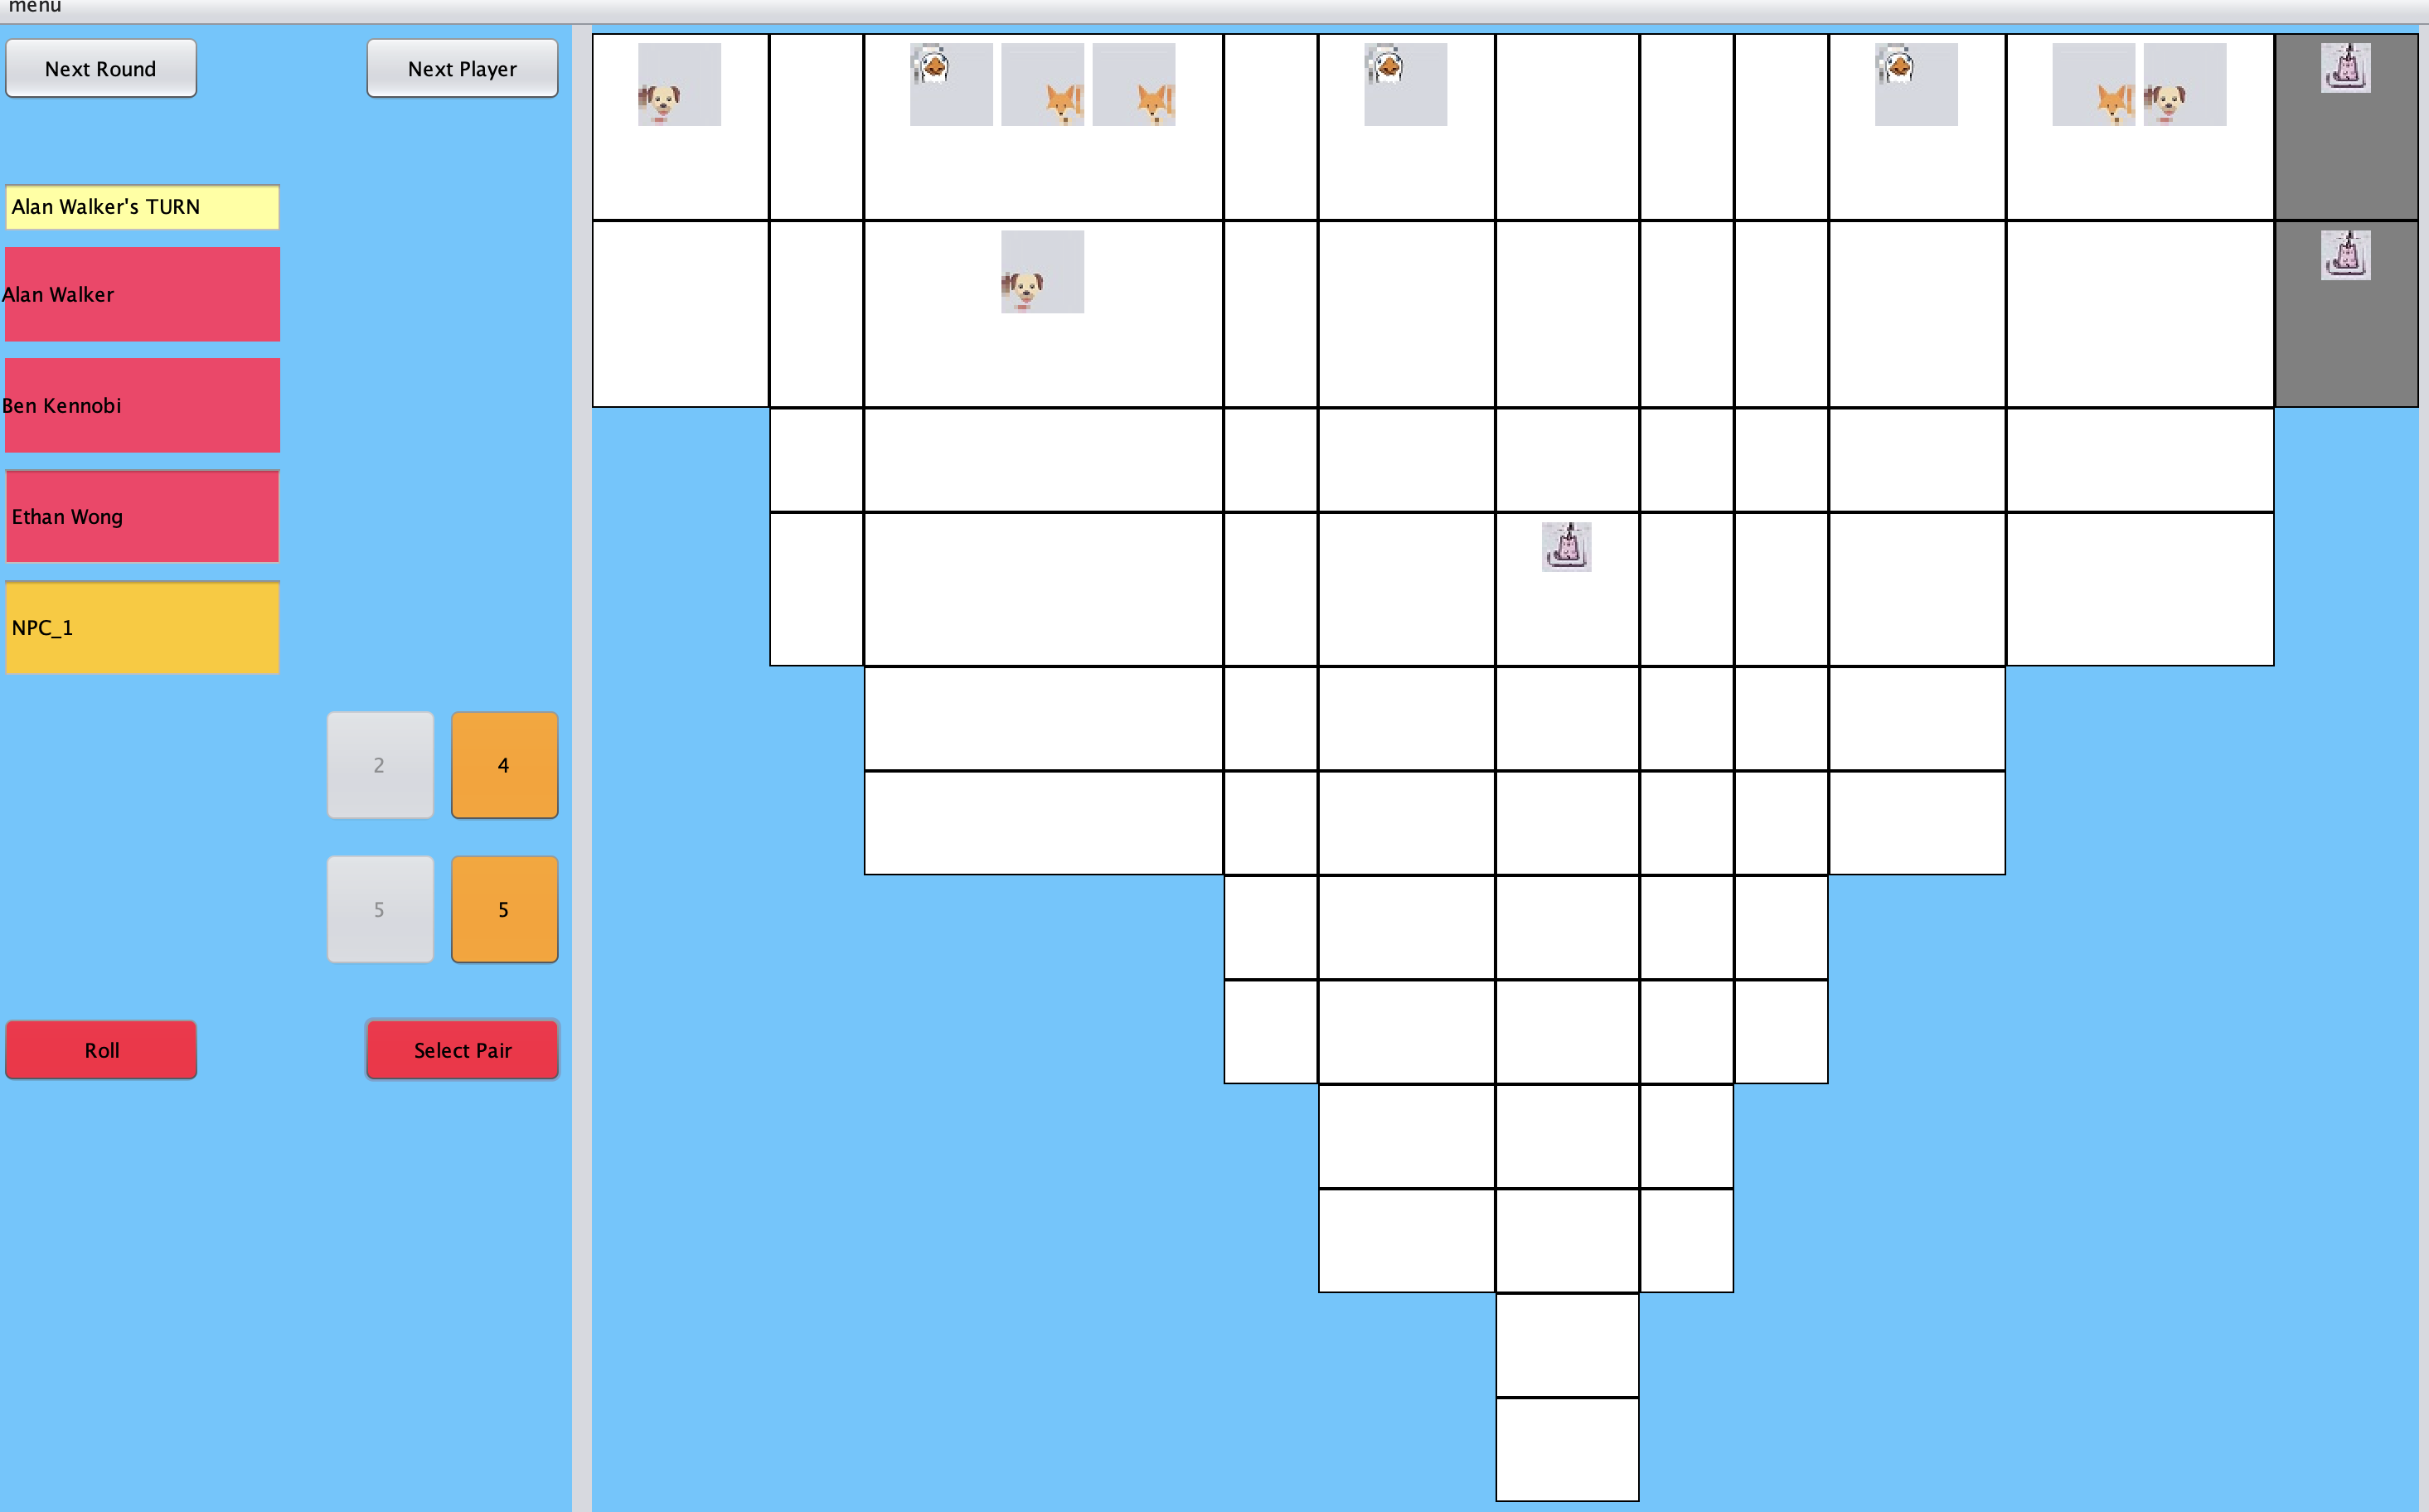 menu
Next Round
Next Player
Alan Walker's TURN
Alan Walker
Ben Kennobi
Ethan Wong
NPC_1
2
4
5
5
Roll
Select Pair